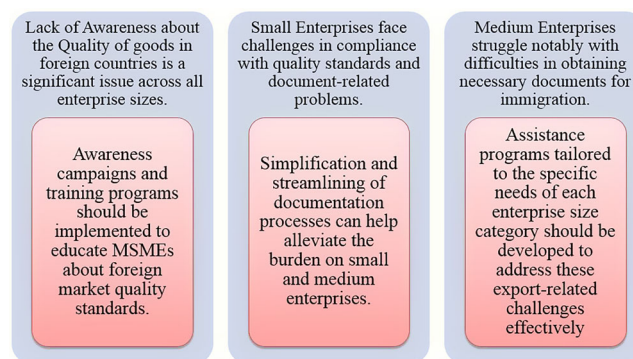 Lack of Awareness about
the Quality of goods in
foreign countries is a
significant issue across all
enterprise sizes.
Awareness
campaigns and
training programs
should be
implemented to
educate MSMEs
about foreign
market quality
standards.
Small Enterprises face
challenges in compliance
with quality standards and
document-related
problems.
Simplification and
streamlining of
documentation
processes can help
alleviate the
burden on small
and medium
enterprises.
Medium Enterprises
struggle notably with
difficulties in obtaining
necessary documents for
immigration.
Assistance
programs tailored
to the specific
needs of each
enterprise size
category should be
developed to
address these
export-related
challenges
effectively